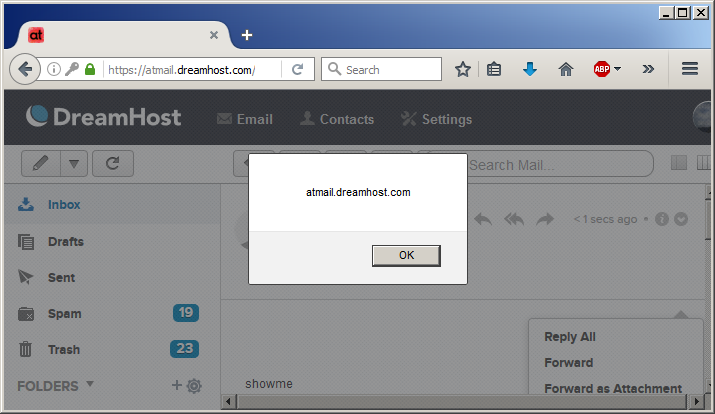 at
https://atmail.dreamhost.com/
Search
ABP
DreamHost
Email
Contacts
Settings
Search Mail...
Inbox
Drafts
Sent
Spam
19
Trash
23
FOLDERS
atmail.dreamhost.com
OK
< 1 secs ago
Reply All
Forward
Forward as Attachment
showme